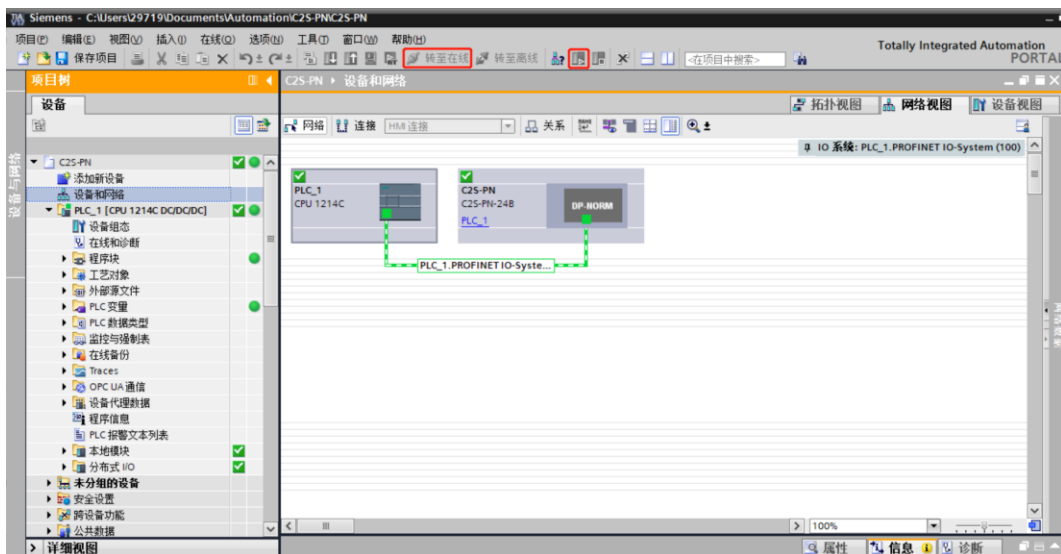 Siemens - C:\Users\29719\Documents\Automation\C2S-PN\C2S-PN
项目(P) 编辑(E) 视图(V) 插入(I) 在线(O) 选项(N) 工具(T) 窗口(W) 帮助(H)
Totally Integrated Automation
PORTAL
保存项目 转至在线 转至离线 <在项目中搜索>
项目树
C2S-PN ▸ 设备和网络
设备
拓扑视图 网络视图 设备视图
网络 连接 HMI 连接 关系
IO 系统: PLC_1.PROFINET IO-System (100)
设备与网络
C2S-PN
添加新设备
设备和网络
PLC_1 [CPU 1214C DC/DC/DC]
设备组态
在线和诊断
程序块
工艺对象
外部源文件
PLC 变量
PLC 数据类型
监控与强制表
在线备份
Traces
OPC UA 通信
设备代理数据
程序信息
PLC 报警文本列表
本地模块
分布式 I/O
未分组的设备
安全设置
跨设备功能
公共数据
详细视图
PLC_1
CPU 1214C
C2S-PN
C2S-PN-24B
PLC_1
DP-NORM
PLC_1.PROFINET IO-Syste...
100%
属性 信息 诊断